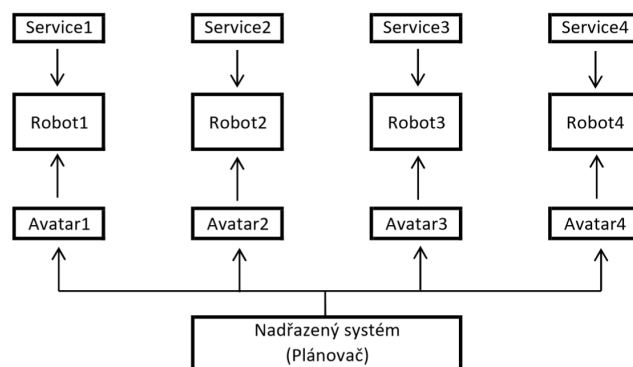 Service1
Service2
Service3
Service4
Robot1
Robot2
Robot3
Robot4
Avatar1
Avatar2
Avatar3
Avatar4
Nadřazený systém
(Plánovač)